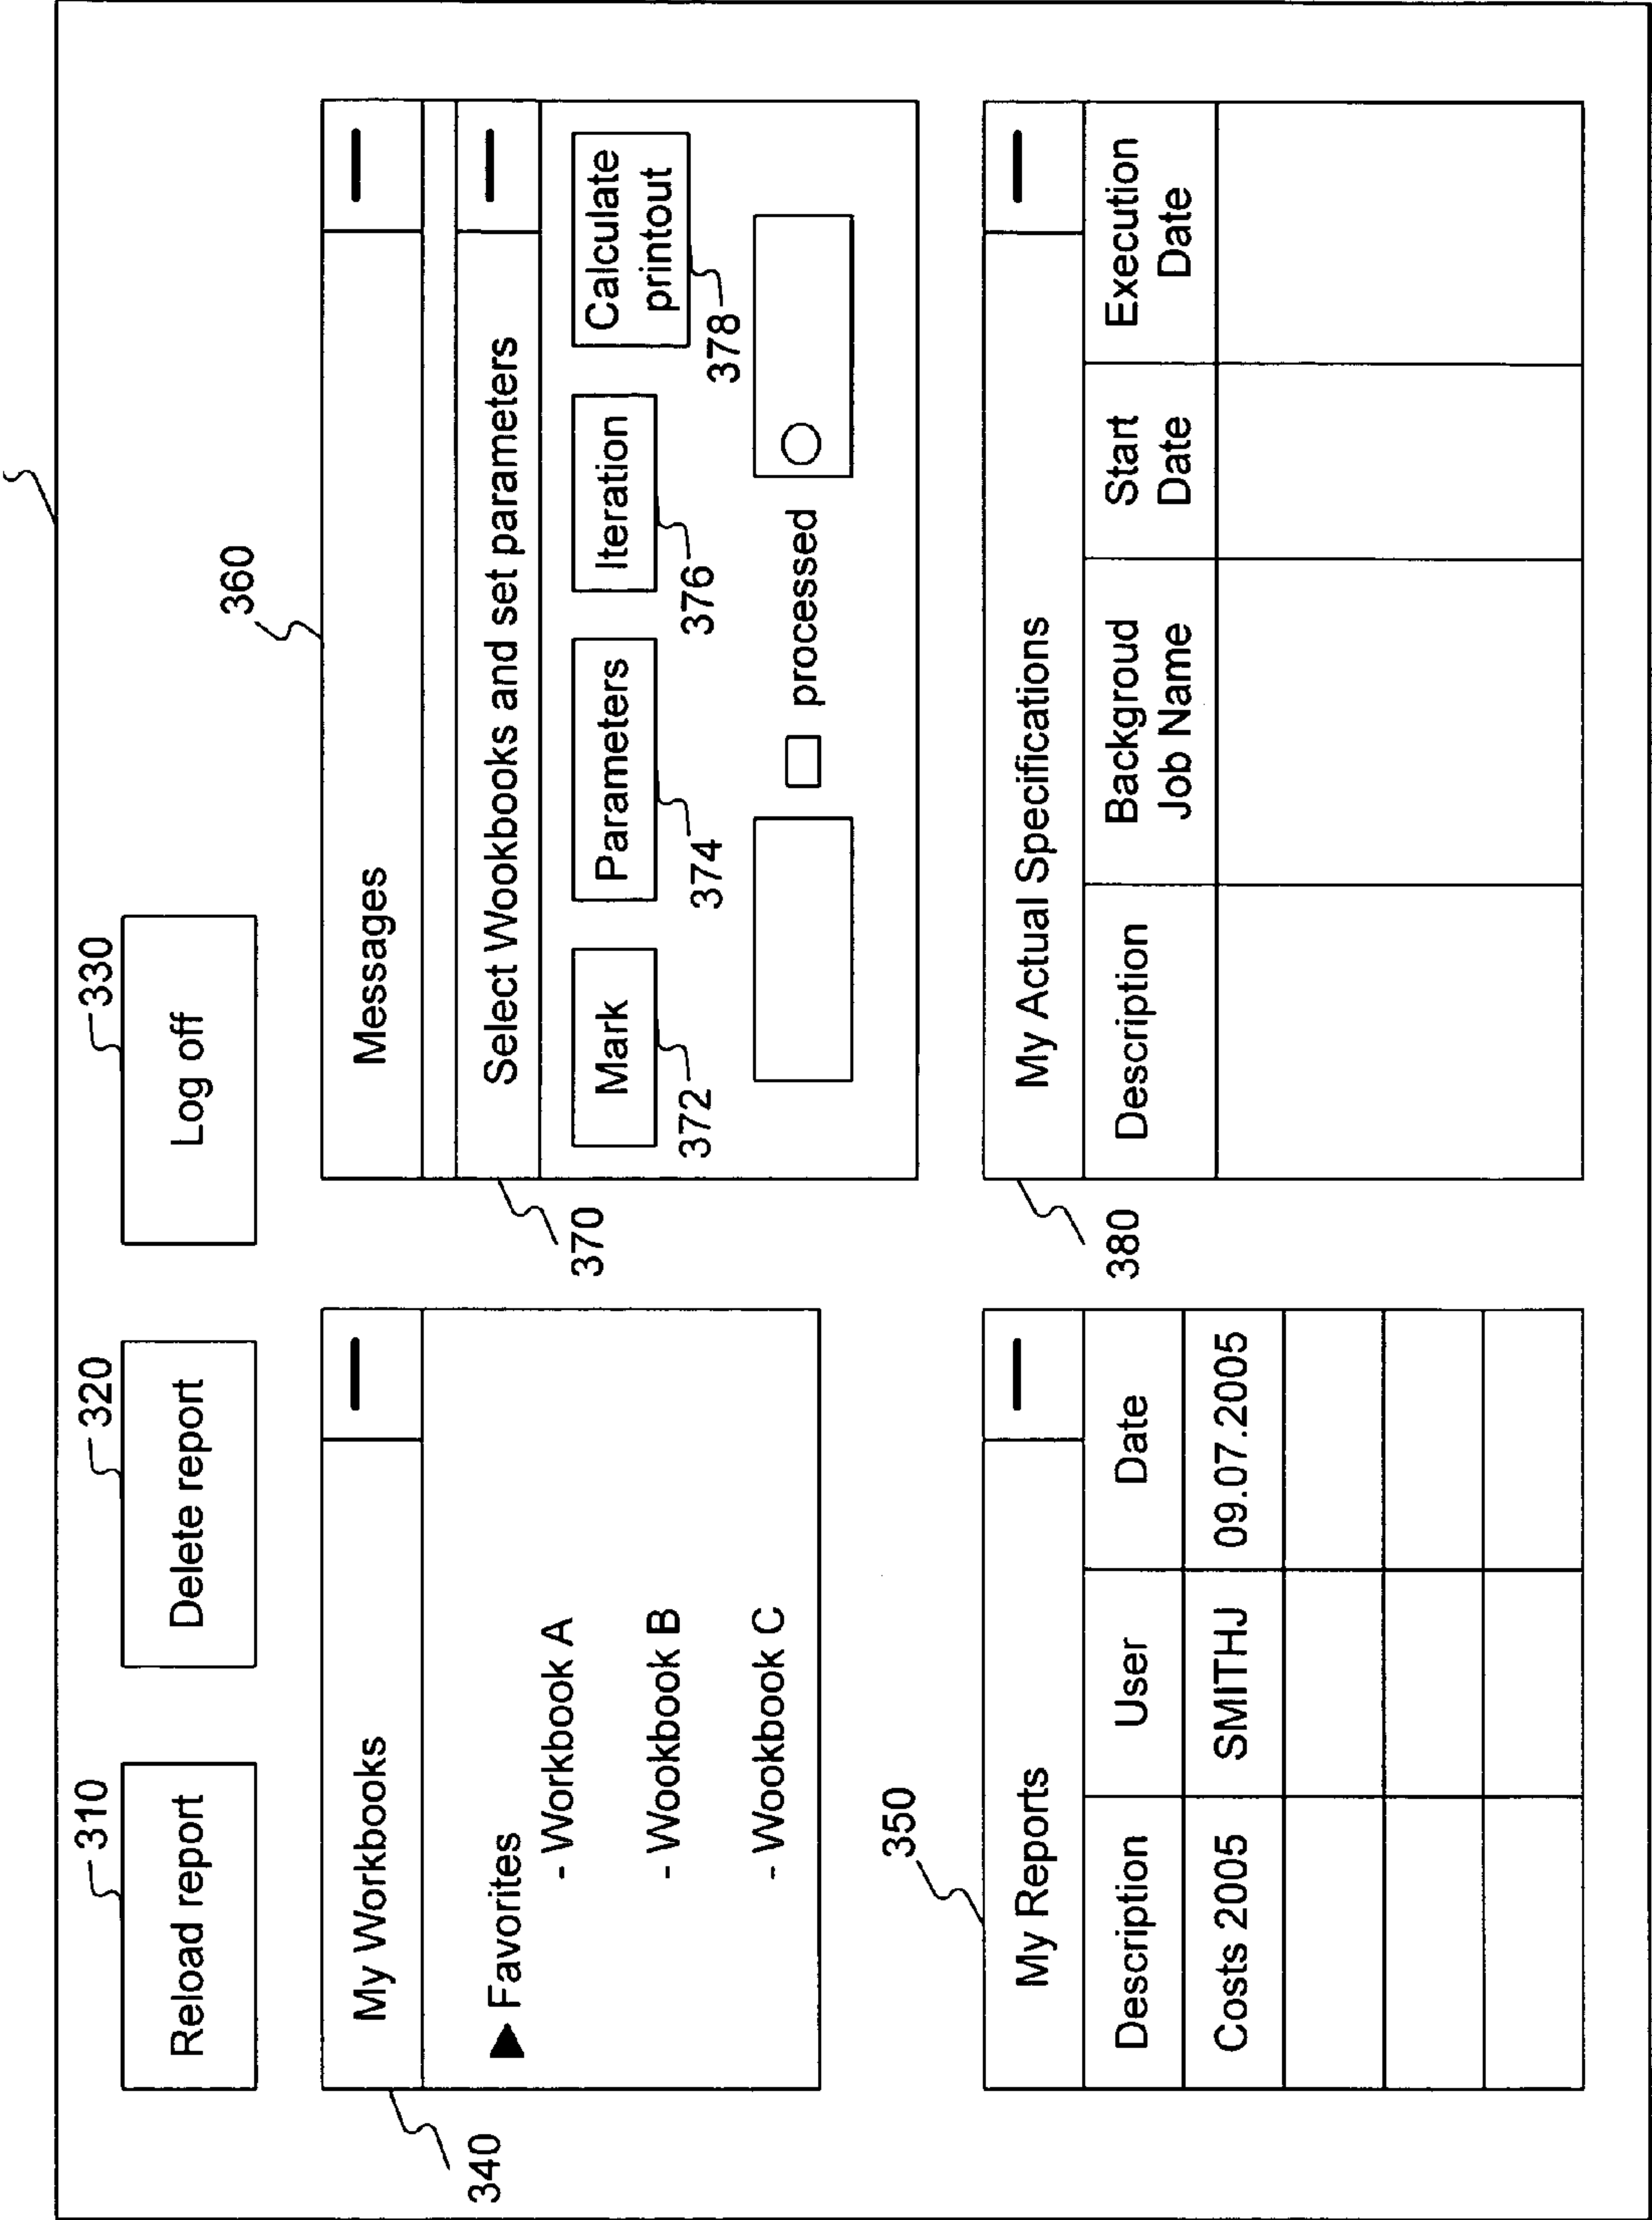 310
320
330
Reload report
Delete report
Log off
360
340
My Workbooks
Favorites
- Workbook A
- Wookbook B
- Wookbook C
Messages
370
Select Wookbooks and set parameters
Mark
Parameters
Iteration
Calculate
printout
372
374
376
378
processed
350
My Reports
Description
User
Date
Costs 2005
SMITHJ
09.07.2005
380
My Actual Specifications
Description
Backgroud
Job Name
Start
Date
Execution
Date